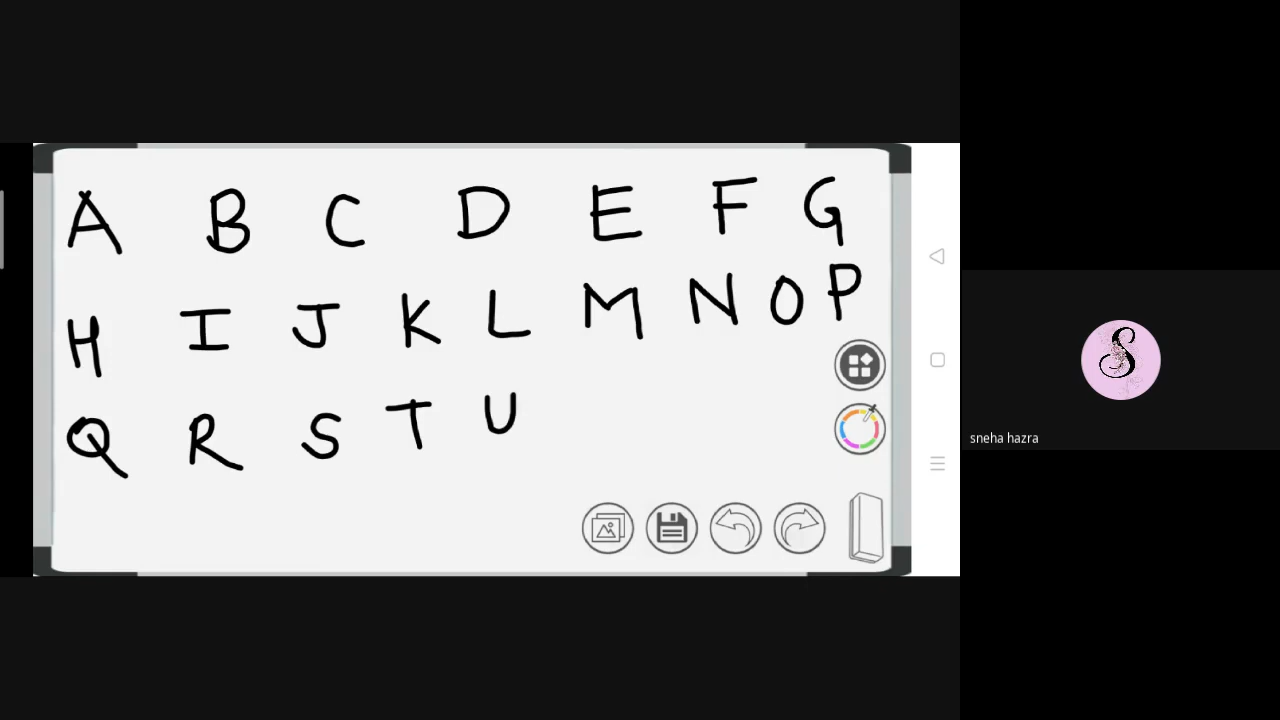 A B C D E F G
H I J K L M N O P
Q R S T U
S
sneha hazra